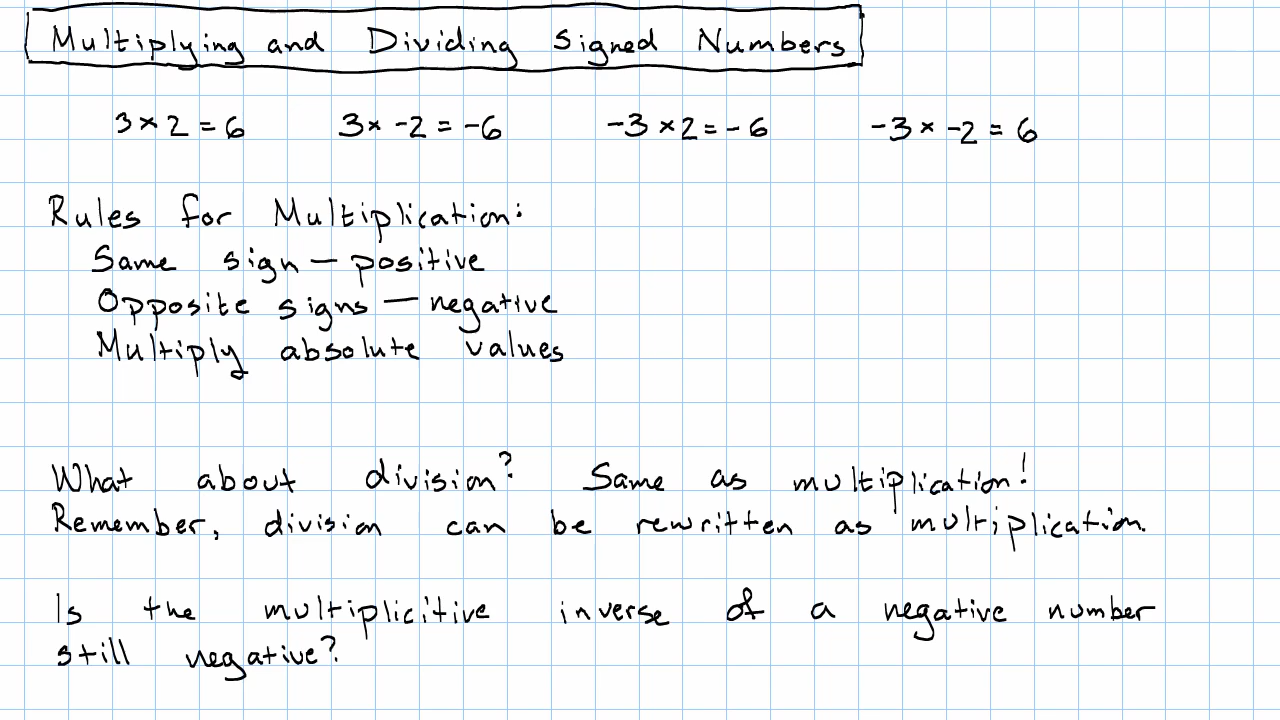 Multiplying and Dividing Signed Numbers
3 × 2 = 6 3 × -2 = -6 -3 × 2 = -6 -3 × -2 = 6
Rules for Multiplication:
Same sign — positive
Opposite signs — negative
Multiply absolute values
What about division? Same as multiplication!
Remember, division can be rewritten as multiplication.
Is the multiplicitive inverse of a negative number
still negative?